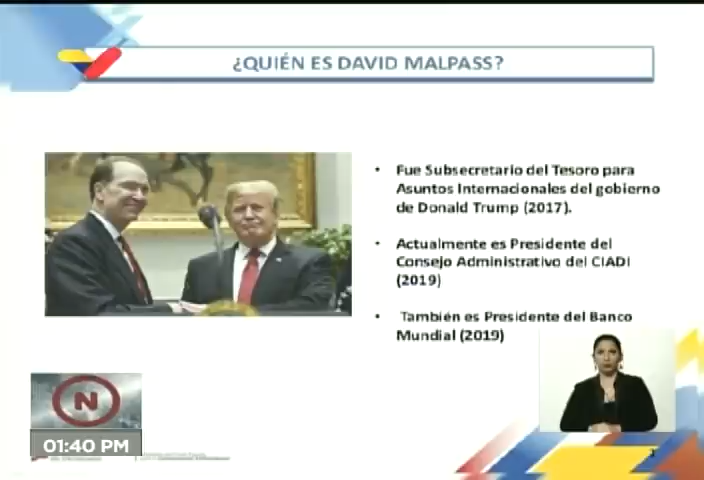 ¿QUIÉN ES DAVID MALPASS?
• Fue Subsecretario del Tesoro para
Asuntos Internacionales del gobierno
de Donald Trump (2017).
• Actualmente es Presidente del
Consejo Administrativo del CIADI
(2019)
• También es Presidente del Banco
Mundial (2019)
N
01:40 PM
1